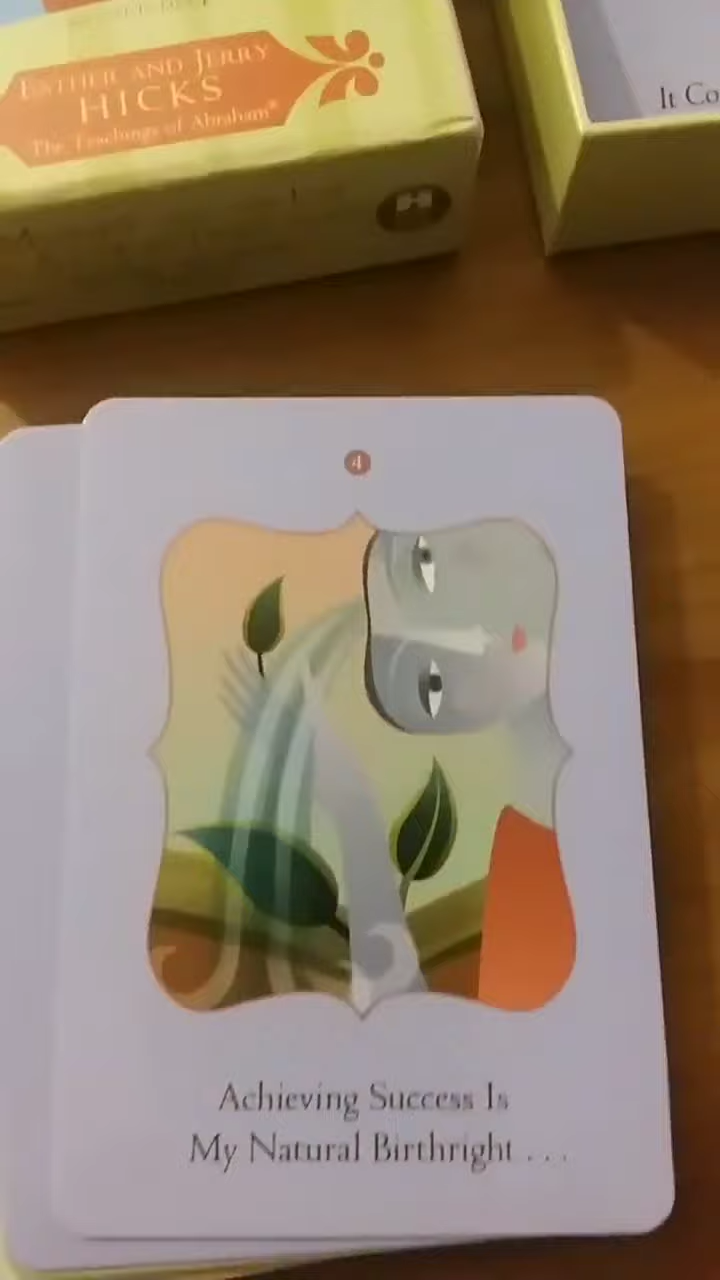 ESTHER AND JERRY
HICKS
The Teachings of Abraham®
It Co
4
Achieving Success Is
My Natural Birthright . . .